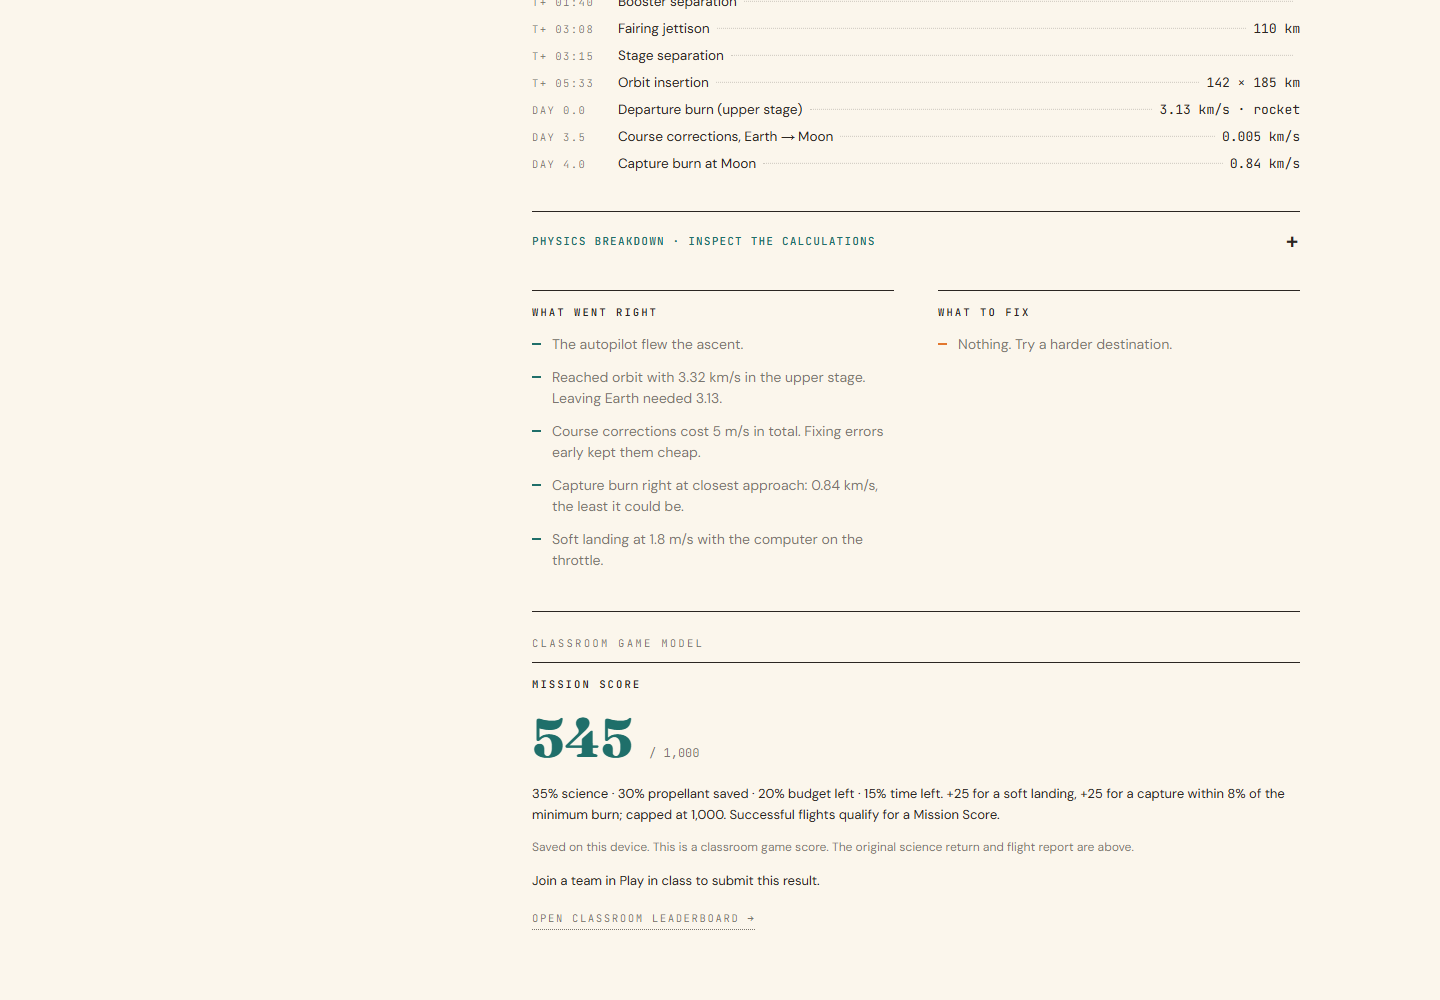 T+ 01:40 Booster separation
T+ 03:08 Fairing jettison 110 km
T+ 03:15 Stage separation
T+ 05:33 Orbit insertion 142 × 185 km
DAY 0.0 Departure burn (upper stage) 3.13 km/s · rocket
DAY 3.5 Course corrections, Earth → Moon 0.005 km/s
DAY 4.0 Capture burn at Moon 0.84 km/s
PHYSICS BREAKDOWN · INSPECT THE CALCULATIONS +
WHAT WENT RIGHT
The autopilot flew the ascent.
Reached orbit with 3.32 km/s in the upper stage.
Leaving Earth needed 3.13.
Course corrections cost 5 m/s in total. Fixing errors
early kept them cheap.
Capture burn right at closest approach: 0.84 km/s,
the least it could be.
Soft landing at 1.8 m/s with the computer on the
throttle.
WHAT TO FIX
Nothing. Try a harder destination.
CLASSROOM GAME MODEL
MISSION SCORE
545 / 1,000
35% science · 30% propellant saved · 20% budget left · 15% time left. +25 for a soft landing, +25 for a capture within 8% of the
minimum burn; capped at 1,000. Successful flights qualify for a Mission Score.
Saved on this device. This is a classroom game score. The original science return and flight report are above.
Join a team in Play in class to submit this result.
OPEN CLASSROOM LEADERBOARD →